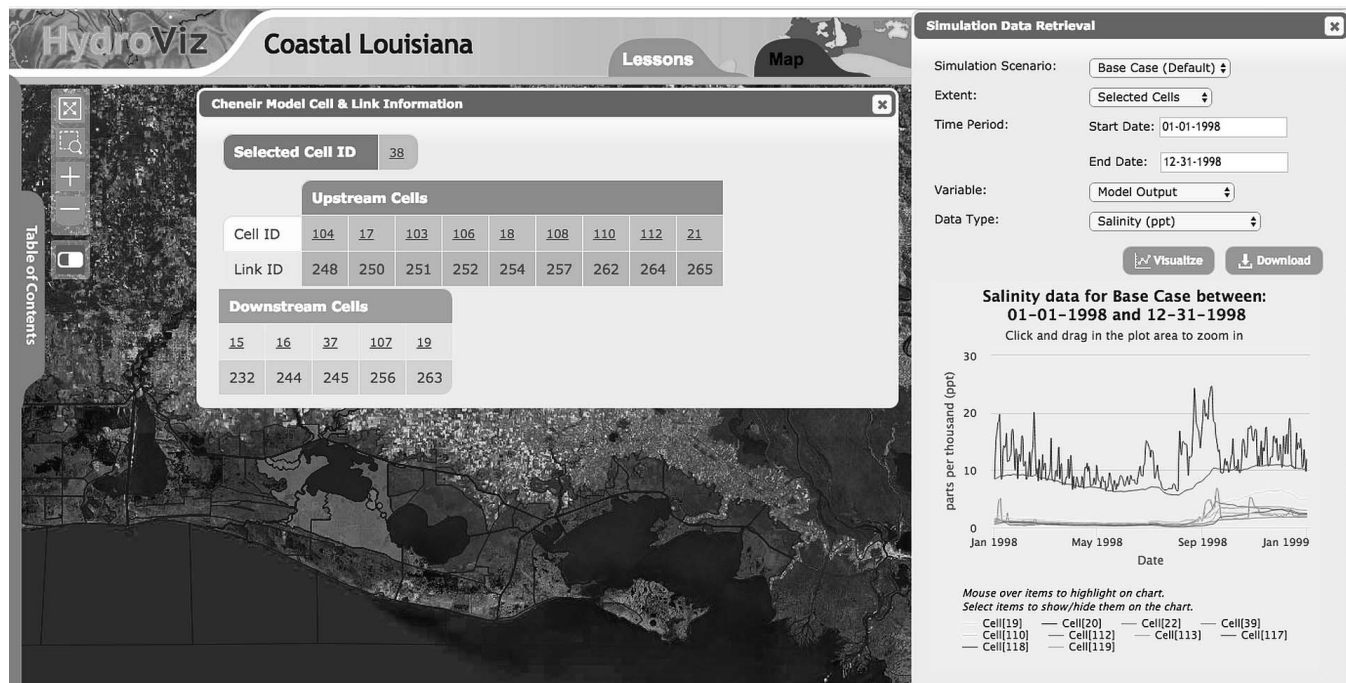 HydroViz
Coastal Louisiana
Lessons
Map
Table of Contents
Cheneir Model Cell & Link Information
Selected Cell ID 38
Upstream Cells
Cell ID 104 17 103 106 18 108 110 112 21
Link ID 248 250 251 252 254 257 262 264 265
Downstream Cells
15 16 37 107 19
232 244 245 256 263
Simulation Data Retrieval
Simulation Scenario: Base Case (Default)
Extent: Selected Cells
Time Period: Start Date: 01-01-1998
End Date: 12-31-1998
Variable: Model Output
Data Type: Salinity (ppt)
Visualize Download
Salinity data for Base Case between:
01-01-1998 and 12-31-1998
Click and drag in the plot area to zoom in
parts per thousand (ppt)
30
20
10
0
Jan 1998 May 1998 Sep 1998 Jan 1999
Date
Mouse over items to highlight on chart.
Select items to show/hide them on the chart.
Cell[19] Cell[20] Cell[22] Cell[39]
Cell[110] Cell[112] Cell[113] Cell[117]
Cell[118] Cell[119]